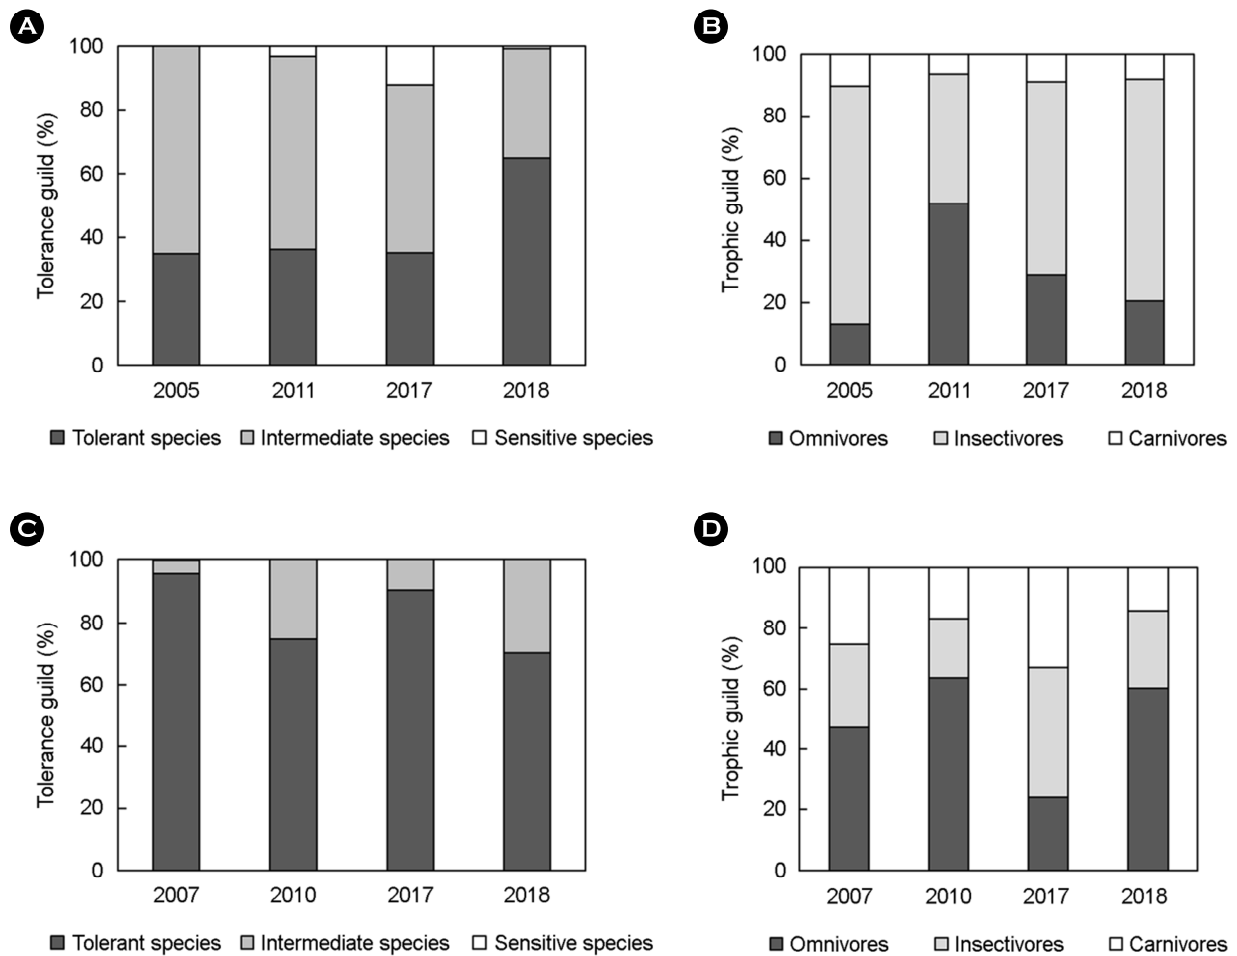 A
Tolerance guild (%)
100
80
60
40
20
0
2005 2011 2017 2018
Tolerant species Intermediate species Sensitive species
B
Trophic guild (%)
100
80
60
40
20
0
2005 2011 2017 2018
Omnivores Insectivores Carnivores
C
Tolerance guild (%)
100
80
60
40
20
0
2007 2010 2017 2018
Tolerant species Intermediate species Sensitive species
D
Trophic guild (%)
100
80
60
40
20
0
2007 2010 2017 2018
Omnivores Insectivores Carnivores